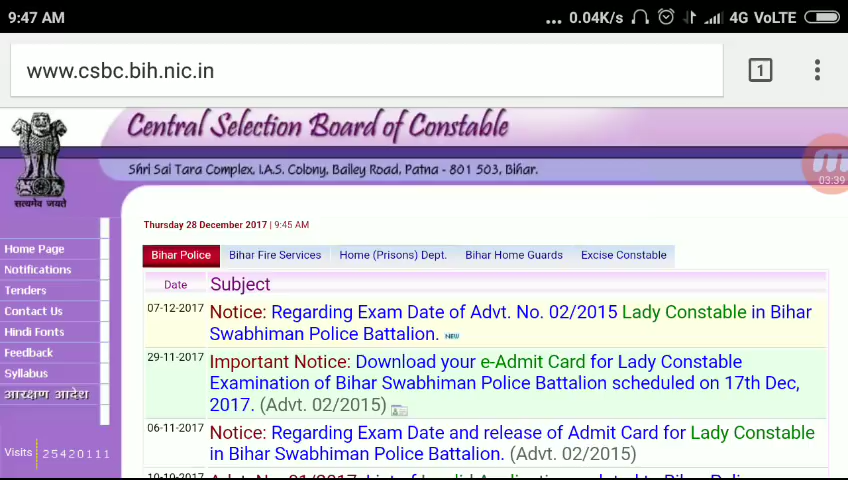 9:47 AM
... 0.04K/s 4G VoLTE
www.csbc.bih.nic.in
1
Central Selection Board of Constable
Shri Sai Tara Complex, I.A.S. Colony, Bailey Road, Patna - 801 503, Bihar.
सत्यमेव जयते
03:39
Thursday 28 December 2017 | 9:45 AM
Home Page
Notifications
Tenders
Contact Us
Hindi Fonts
Feedback
Syllabus
आरक्षण आदेश
Visits 25420111
Bihar Police Bihar Fire Services Home (Prisons) Dept. Bihar Home Guards Excise Constable
Date Subject
07-12-2017 Notice: Regarding Exam Date of Advt. No. 02/2015 Lady Constable in Bihar
Swabhiman Police Battalion. NEW
29-11-2017 Important Notice: Download your e-Admit Card for Lady Constable
Examination of Bihar Swabhiman Police Battalion scheduled on 17th Dec,
2017. (Advt. 02/2015)
06-11-2017 Notice: Regarding Exam Date and release of Admit Card for Lady Constable
in Bihar Swabhiman Police Battalion. (Advt. 02/2015)